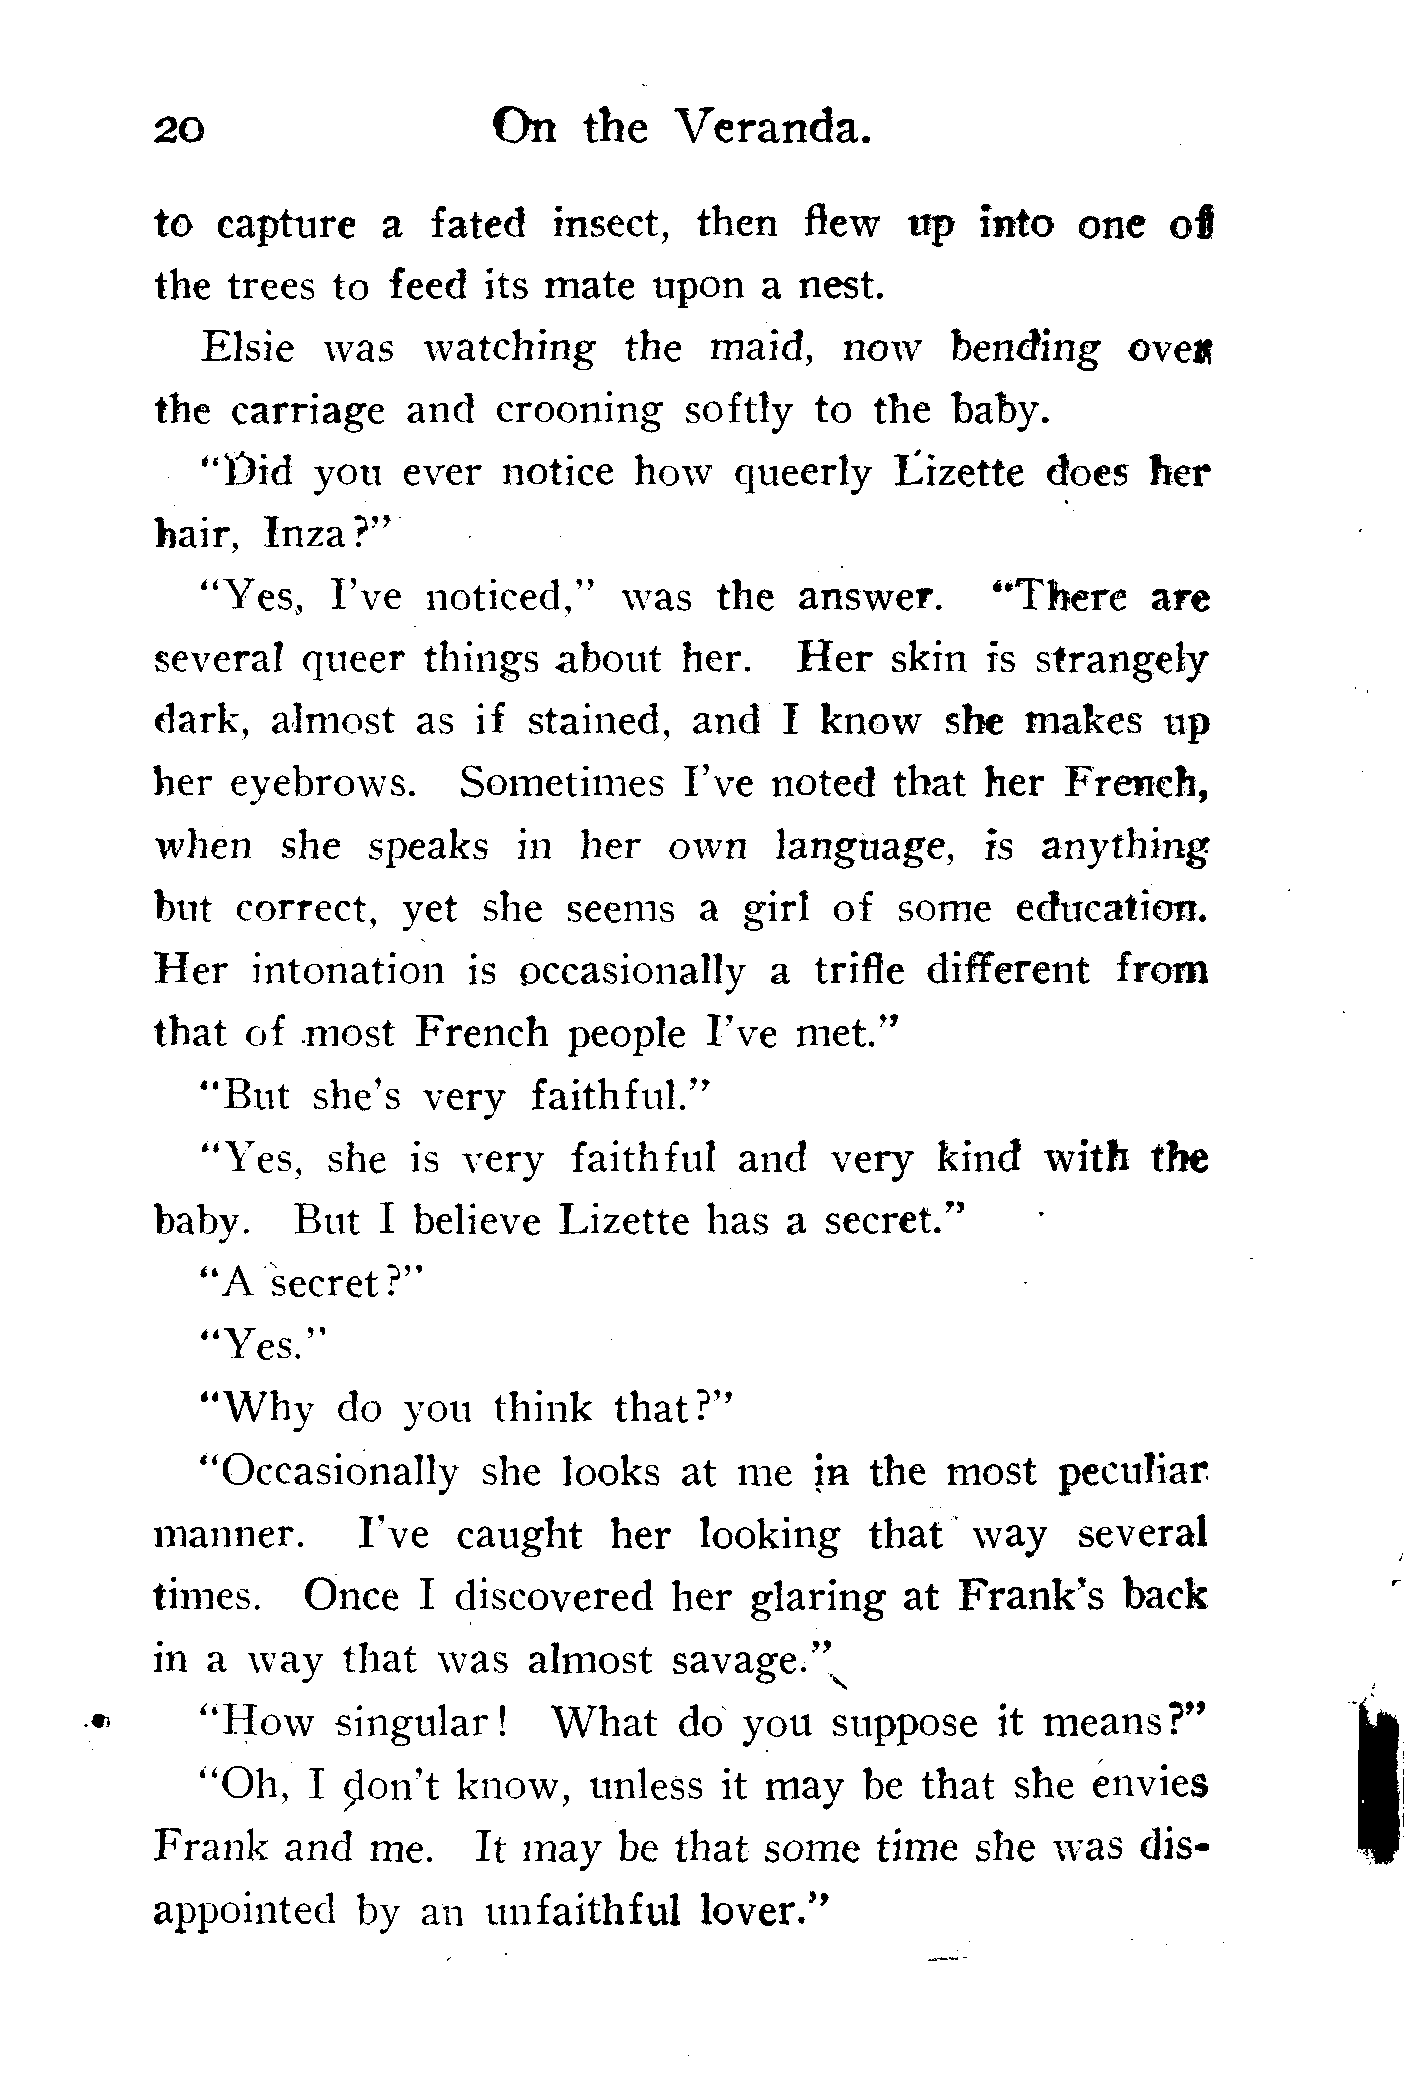 20 On the Veranda.
to capture a fated insect, then flew up into one of
the trees to feed its mate upon a nest.
Elsie was watching the maid, now bending over
the carriage and crooning softly to the baby.
"Did you ever notice how queerly Lizette does her
hair, Inza?"
"Yes, I've noticed," was the answer. "There are
several queer things about her. Her skin is strangely
dark, almost as if stained, and I know she makes up
her eyebrows. Sometimes I've noted that her French,
when she speaks in her own language, is anything
but correct, yet she seems a girl of some education.
Her intonation is occasionally a trifle different from
that of most French people I've met."
"But she's very faithful."
"Yes, she is very faithful and very kind with the
baby. But I believe Lizette has a secret."
"A secret?"
"Yes."
"Why do you think that?"
"Occasionally she looks at me in the most peculiar
manner. I've caught her looking that way several
times. Once I discovered her glaring at Frank's back
in a way that was almost savage."
"How singular! What do you suppose it means?"
"Oh, I don't know, unless it may be that she envies
Frank and me. It may be that some time she was dis-
appointed by an unfaithful lover."